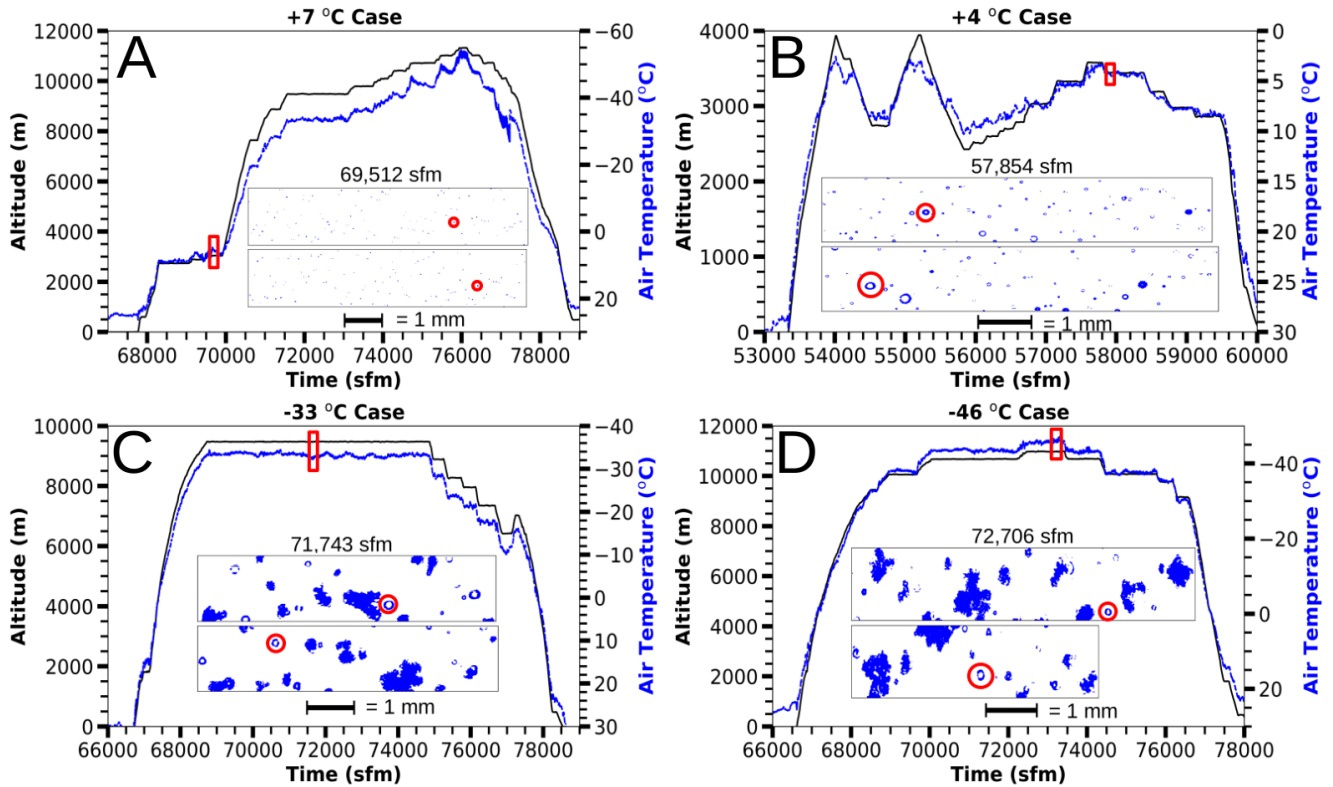 +7 °C Case
A
12000
10000
8000
6000
4000
2000
0
Altitude (m)
−60
−40
−20
0
20
Air Temperature (°C)
69,512 sfm
= 1 mm
68000 70000 72000 74000 76000 78000
Time (sfm)
+4 °C Case
B
4000
3000
2000
1000
0
Altitude (m)
0
5
10
15
20
25
30
Air Temperature (°C)
57,854 sfm
= 1 mm
53000 54000 55000 56000 57000 58000 59000 60000
Time (sfm)
-33 °C Case
C
10000
8000
6000
4000
2000
0
Altitude (m)
−40
−30
−20
−10
0
10
20
30
Air Temperature (°C)
71,743 sfm
= 1 mm
66000 68000 70000 72000 74000 76000 78000
Time (sfm)
-46 °C Case
D
12000
10000
8000
6000
4000
2000
0
Altitude (m)
−40
−20
0
20
Air Temperature (°C)
72,706 sfm
= 1 mm
66000 68000 70000 72000 74000 76000 78000
Time (sfm)